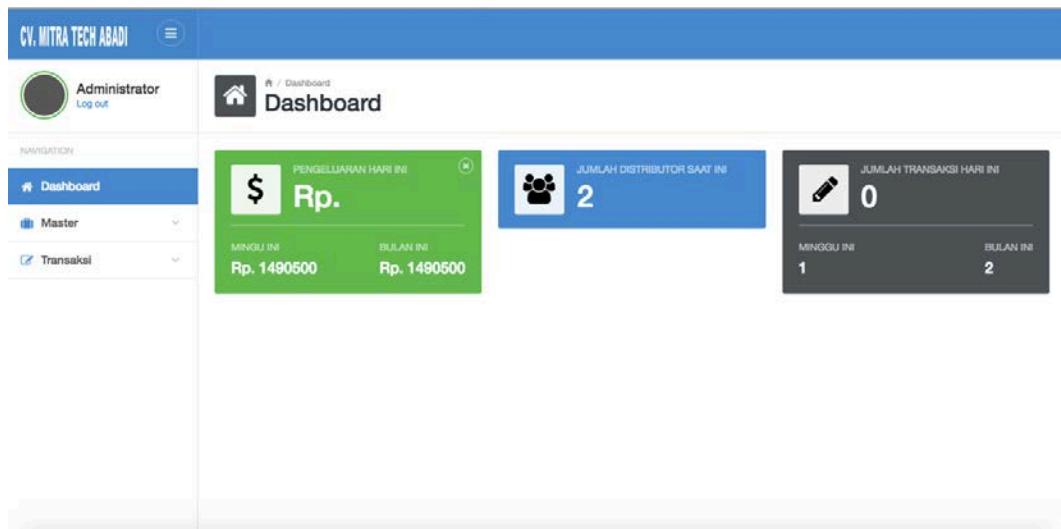 CV. MITRA TECH ABADI
Administrator
Log out
/ Dashboard
Dashboard
NAVIGATION
Dashboard
Master
Transaksi
PENGELUARAN HARI INI
Rp.
MINGU INI
BULAN INI
Rp. 1490500
Rp. 1490500
JUMLAH DISTRIBUTOR SAAT INI
2
JUMLAH TRANSAKSI HARI INI
0
MINGGU INI
BULAN INI
1
2